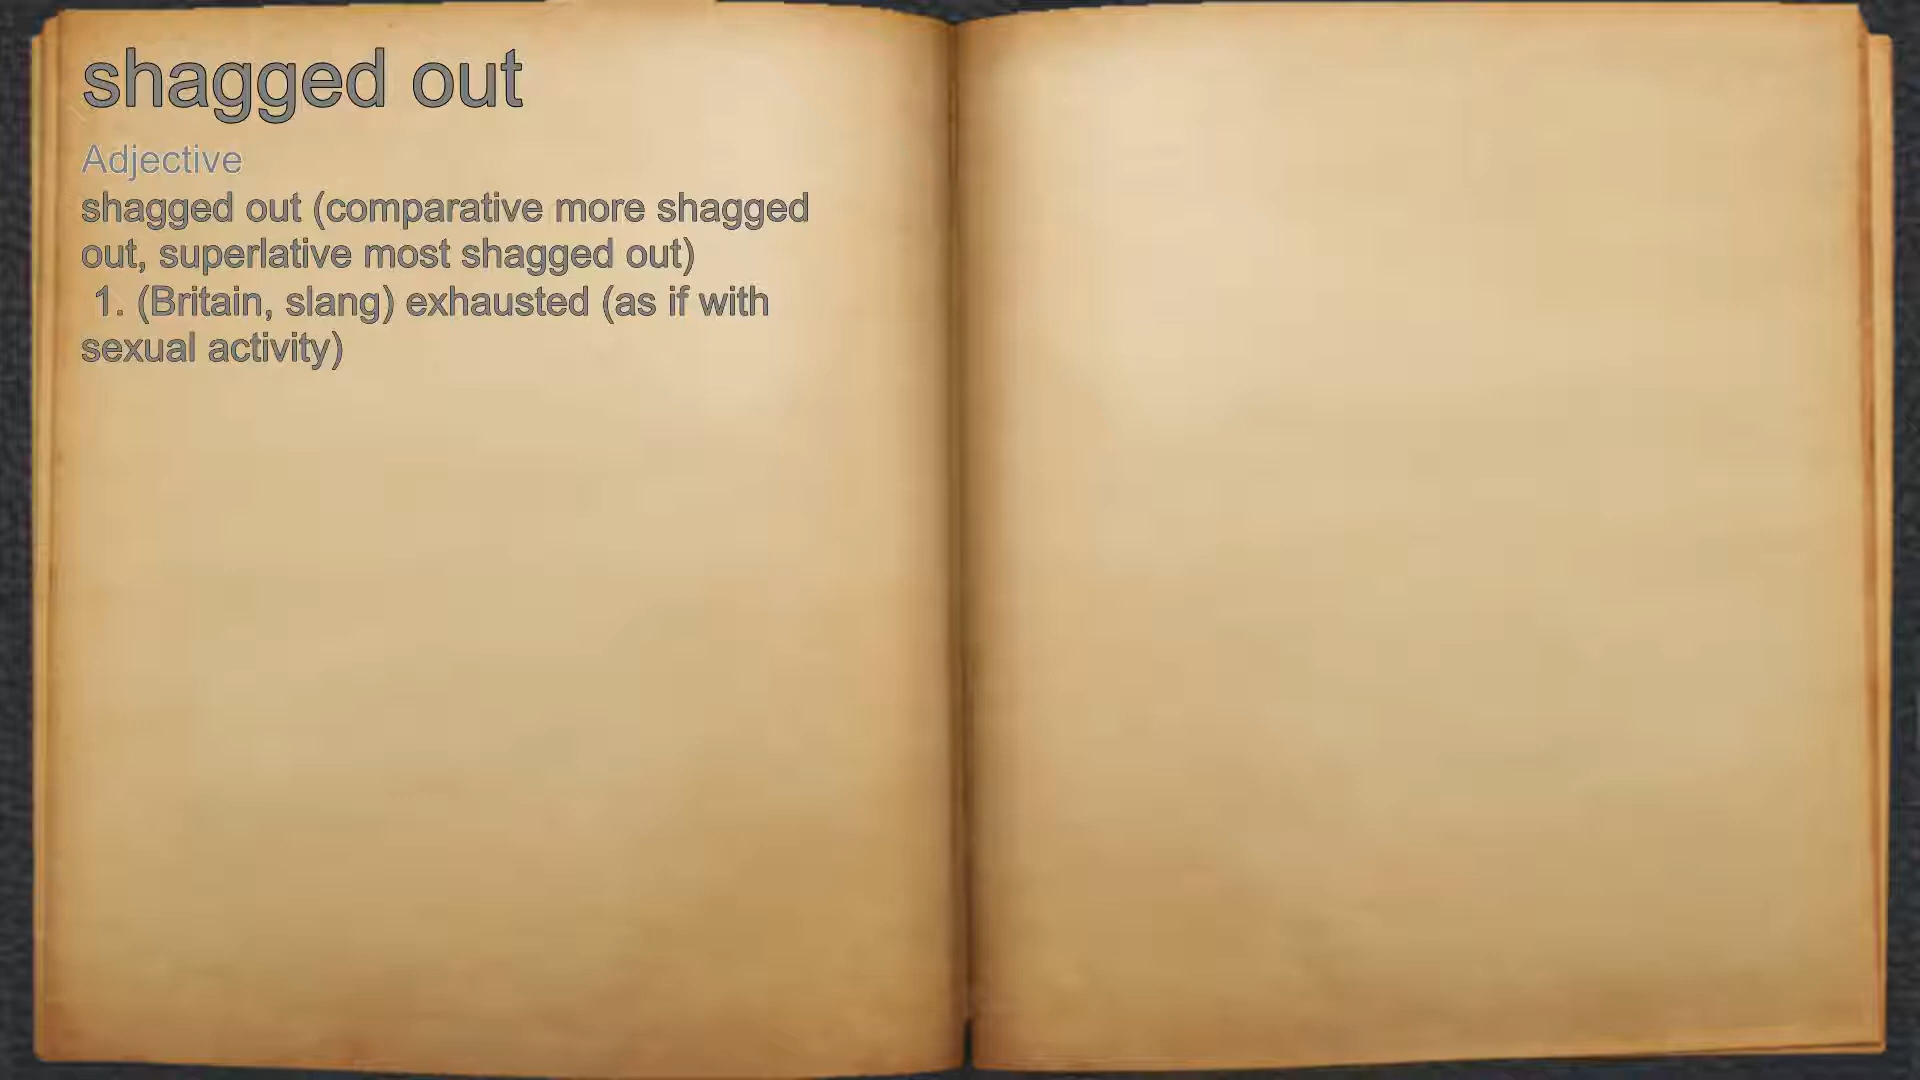 shagged out
Adjective
shagged out (comparative more shagged
out, superlative most shagged out)
1. (Britain, slang) exhausted (as if with
sexual activity)